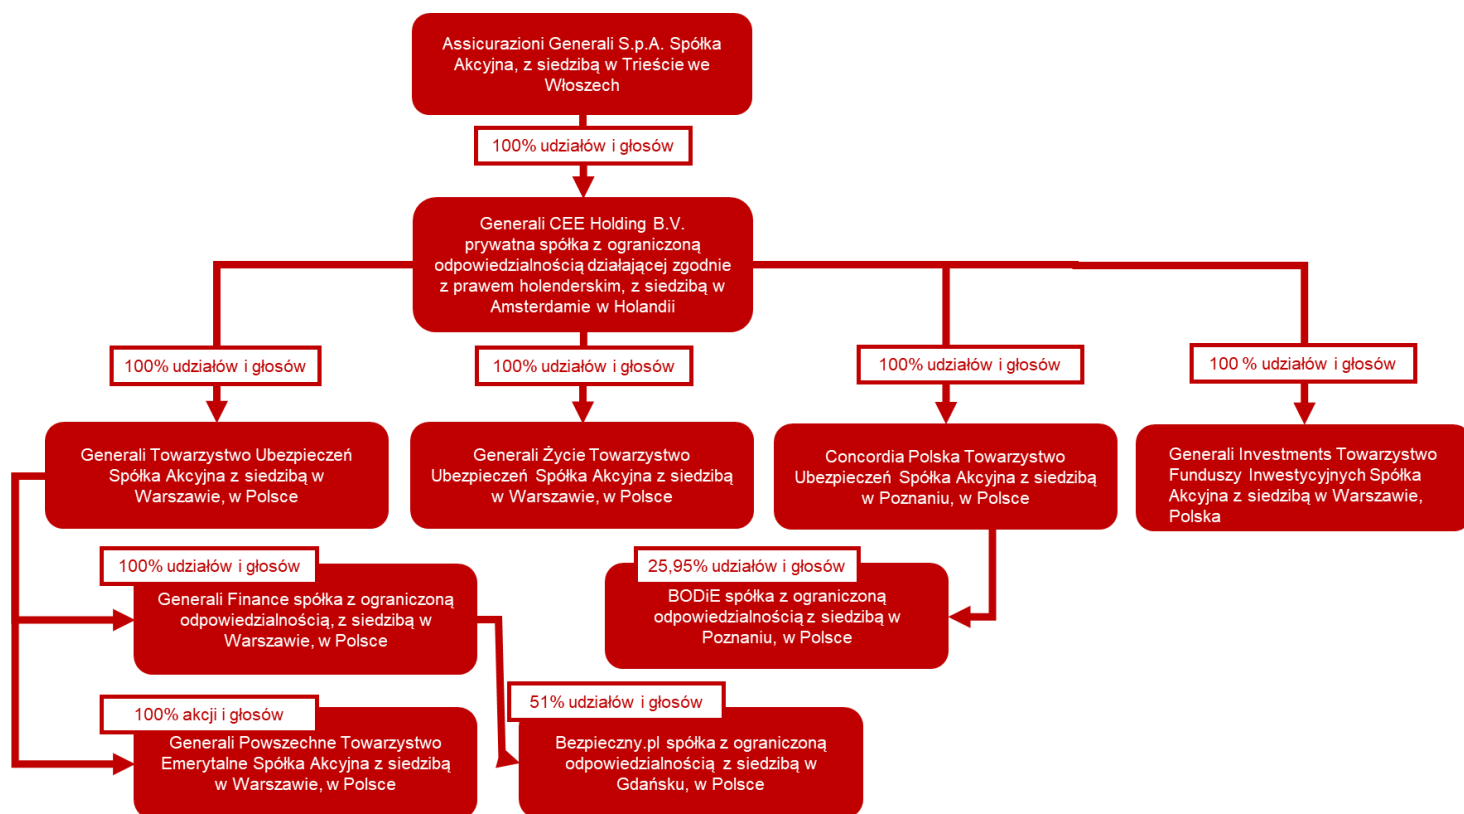 Assicurazioni Generali S.p.A. Spółka
Akcyjna, z siedzibą w Trieście we
Włoszech
100% udziałów i głosów
Generali CEE Holding B.V.
prywatna spółka z ograniczoną
odpowiedzialnością działającej zgodnie
z prawem holenderskim, z siedzibą w
Amsterdamie w Holandii
100% udziałów i głosów
100% udziałów i głosów
100% udziałów i głosów
100 % udziałów i głosów
Generali Towarzystwo Ubezpieczeń
Spółka Akcyjna z siedzibą w
Warszawie, w Polsce
Generali Życie Towarzystwo
Ubezpieczeń Spółka Akcyjna z siedzibą
w Warszawie, w Polsce
Concordia Polska Towarzystwo
Ubezpieczeń Spółka Akcyjna z siedzibą
w Poznaniu, w Polsce
Generali Investments Towarzystwo
Funduszy Inwestycyjnych Spółka
Akcyjna z siedzibą w Warszawie,
Polska
100% udziałów i głosów
Generali Finance spółka z ograniczoną
odpowiedzialnością, z siedzibą w
Warszawie, w Polsce
25,95% udziałów i głosów
BODiE spółka z ograniczoną
odpowiedzialnością z siedzibą w
Poznaniu, w Polsce
100% akcji i głosów
Generali Powszechne Towarzystwo
Emerytalne Spółka Akcyjna z siedzibą
w Warszawie, w Polsce
51% udziałów i głosów
Bezpieczny.pl spółka z ograniczoną
odpowiedzialnością z siedzibą w
Gdańsku, w Polsce